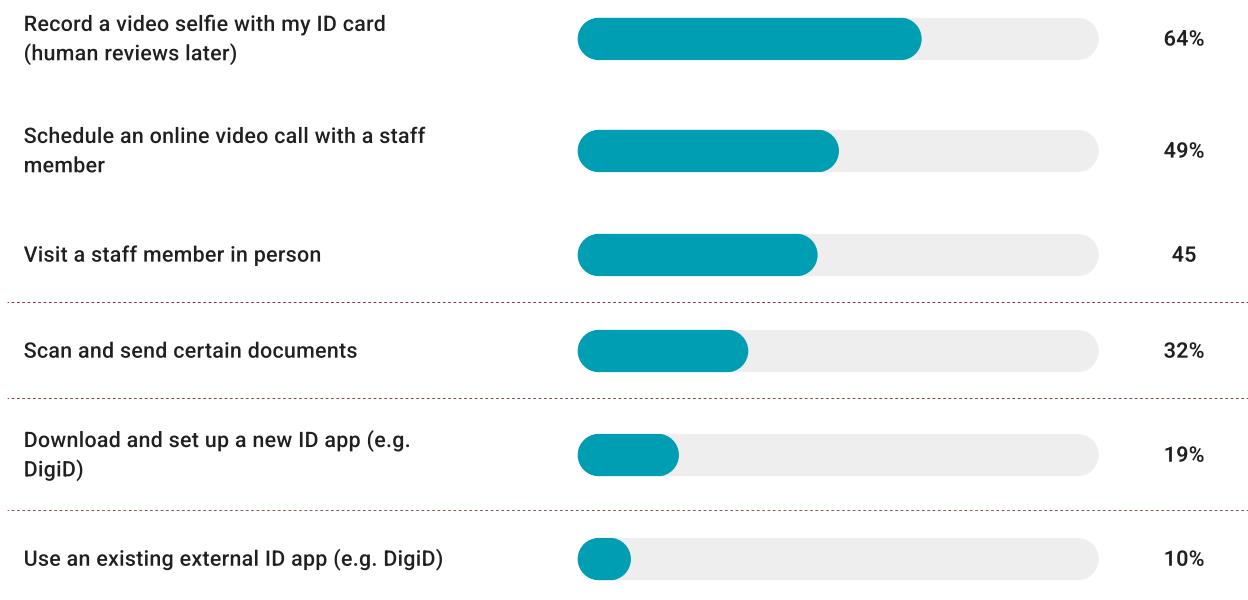 Record a video selfie with my ID card
(human reviews later)
64%
Schedule an online video call with a staff
member
49%
Visit a staff member in person
45
Scan and send certain documents
32%
Download and set up a new ID app (e.g.
DigiD)
19%
Use an existing external ID app (e.g. DigiD)
10%